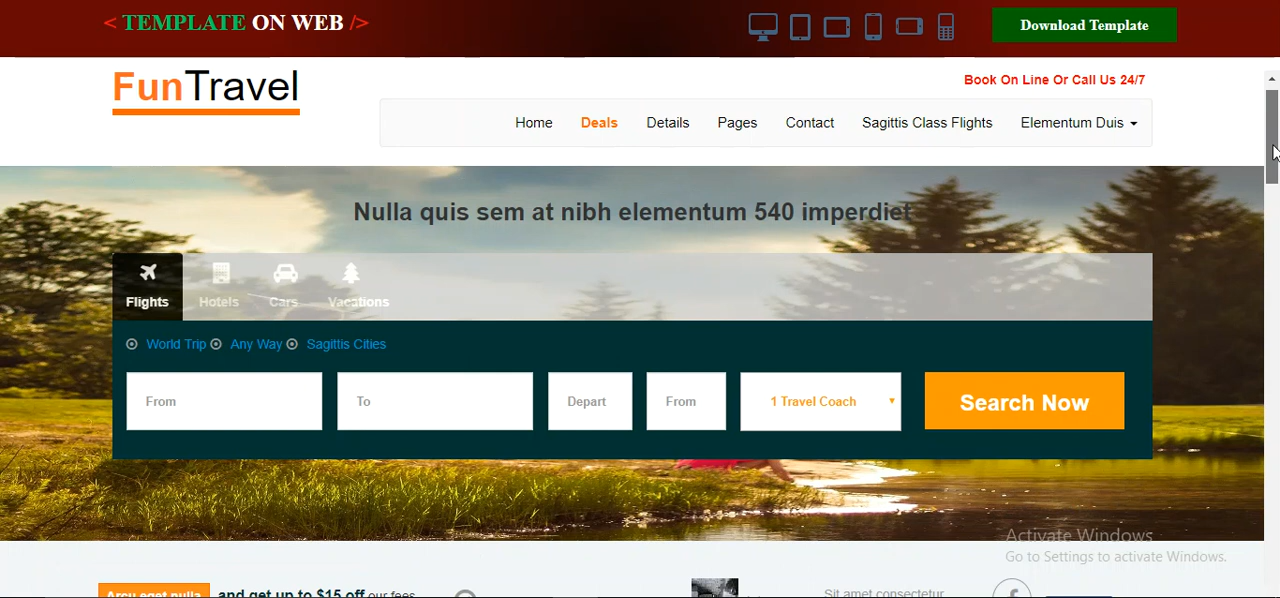 < TEMPLATE ON WEB />
Download Template
FunTravel
Book On Line Or Call Us 24/7
Home Deals Details Pages Contact Sagittis Class Flights Elementum Duis
Nulla quis sem at nibh elementum 540 imperdiet
Flights Hotels Cars Vacations
World Trip Any Way Sagittis Cities
From To Depart From 1 Travel Coach Search Now
Activate Windows
Go to Settings to activate Windows.
Arcu eget nulla and get up to $15 off our fees
Sit amet consectetur